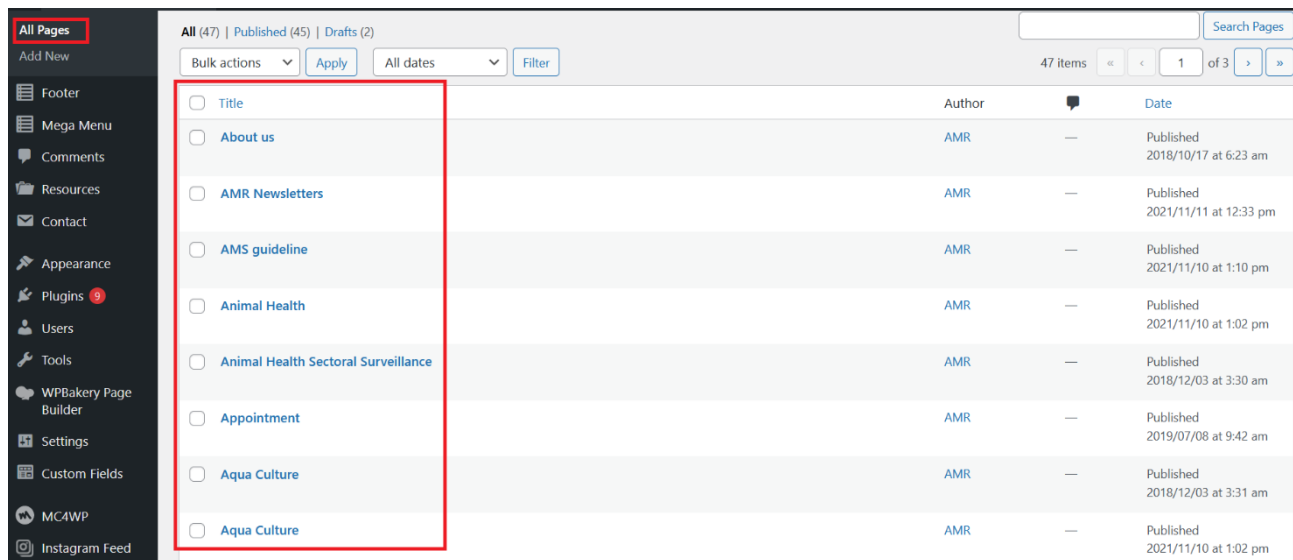 All Pages
Add New
Footer
Mega Menu
Comments
Resources
Contact
Appearance
Plugins 9
Users
Tools
WPBakery Page
Builder
Settings
Custom Fields
MC4WP
Instagram Feed
All (47) | Published (45) | Drafts (2)
Search Pages
Bulk actions Apply All dates Filter
47 items « ‹ 1 of 3 › »
Title Author Date
About us AMR — Published
2018/10/17 at 6:23 am
AMR Newsletters AMR — Published
2021/11/11 at 12:33 pm
AMS guideline AMR — Published
2021/11/10 at 1:10 pm
Animal Health AMR — Published
2021/11/10 at 1:02 pm
Animal Health Sectoral Surveillance AMR — Published
2018/12/03 at 3:30 am
Appointment AMR — Published
2019/07/08 at 9:42 am
Aqua Culture AMR — Published
2018/12/03 at 3:31 am
Aqua Culture AMR — Published
2021/11/10 at 1:02 pm